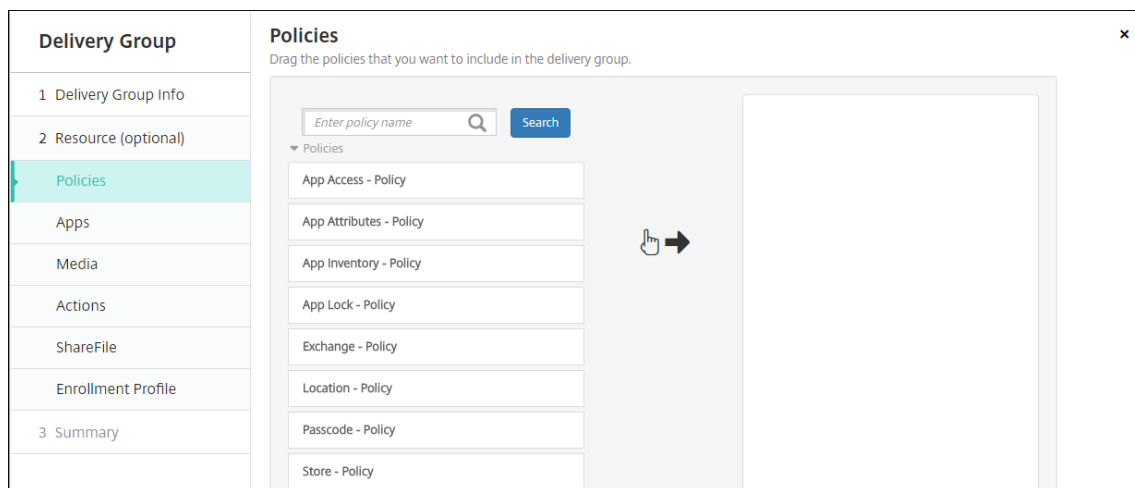 Delivery Group
1 Delivery Group Info
2 Resource (optional)
Policies
Apps
Media
Actions
ShareFile
Enrollment Profile
3 Summary
Policies
Drag the policies that you want to include in the delivery group.
Enter policy name
Search
Policies
App Access - Policy
App Attributes - Policy
App Inventory - Policy
App Lock - Policy
Exchange - Policy
Location - Policy
Passcode - Policy
Store - Policy